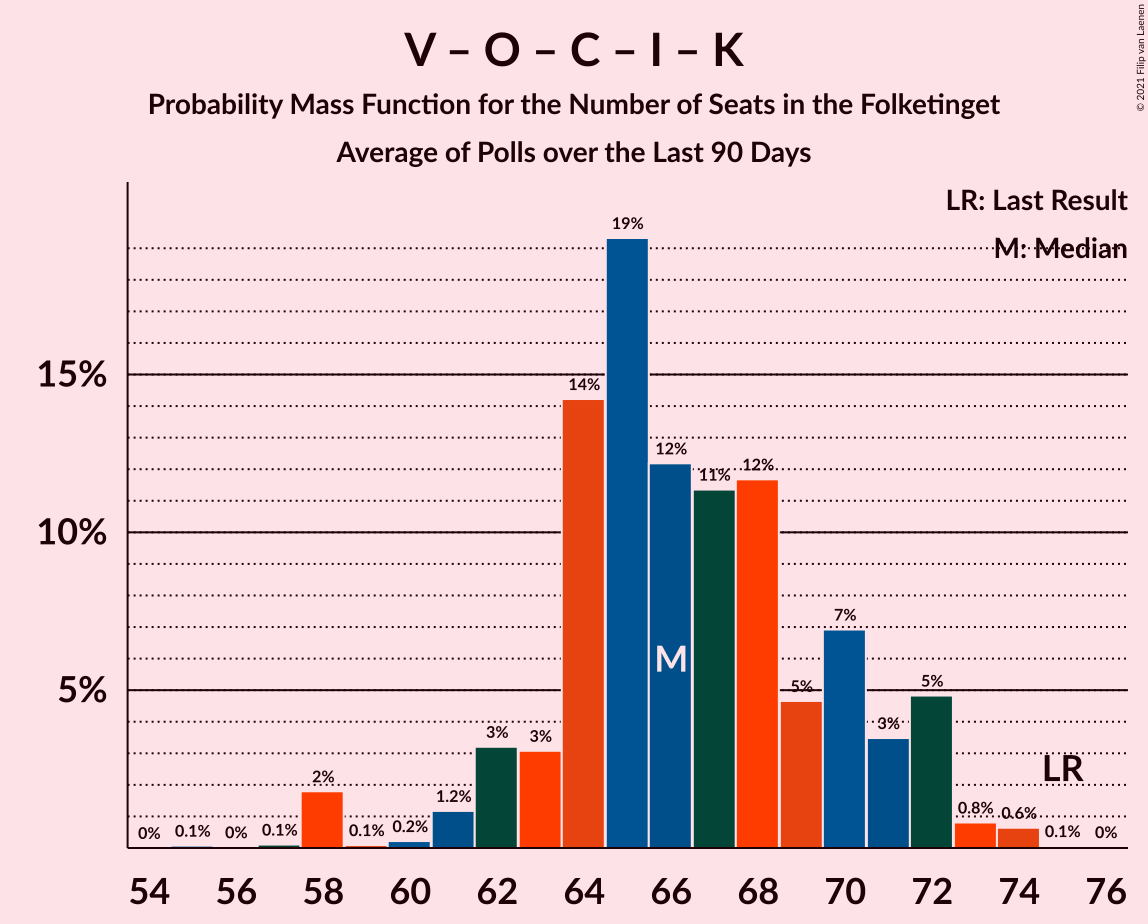 V – O – C – I – K
Probability Mass Function for the Number of Seats in the Folketinget
Average of Polls over the Last 90 Days
© 2021 Filip van Laenen
LR: Last Result
M: Median
15%
10%
5%
0%
0.1%
0%
0.1%
2%
0.1%
0.2%
1.2%
3%
3%
14%
19%
12%
11%
12%
5%
7%
3%
5%
0.8%
0.6%
0.1%
0%
M
LR
54 56 58 60 62 64 66 68 70 72 74 76